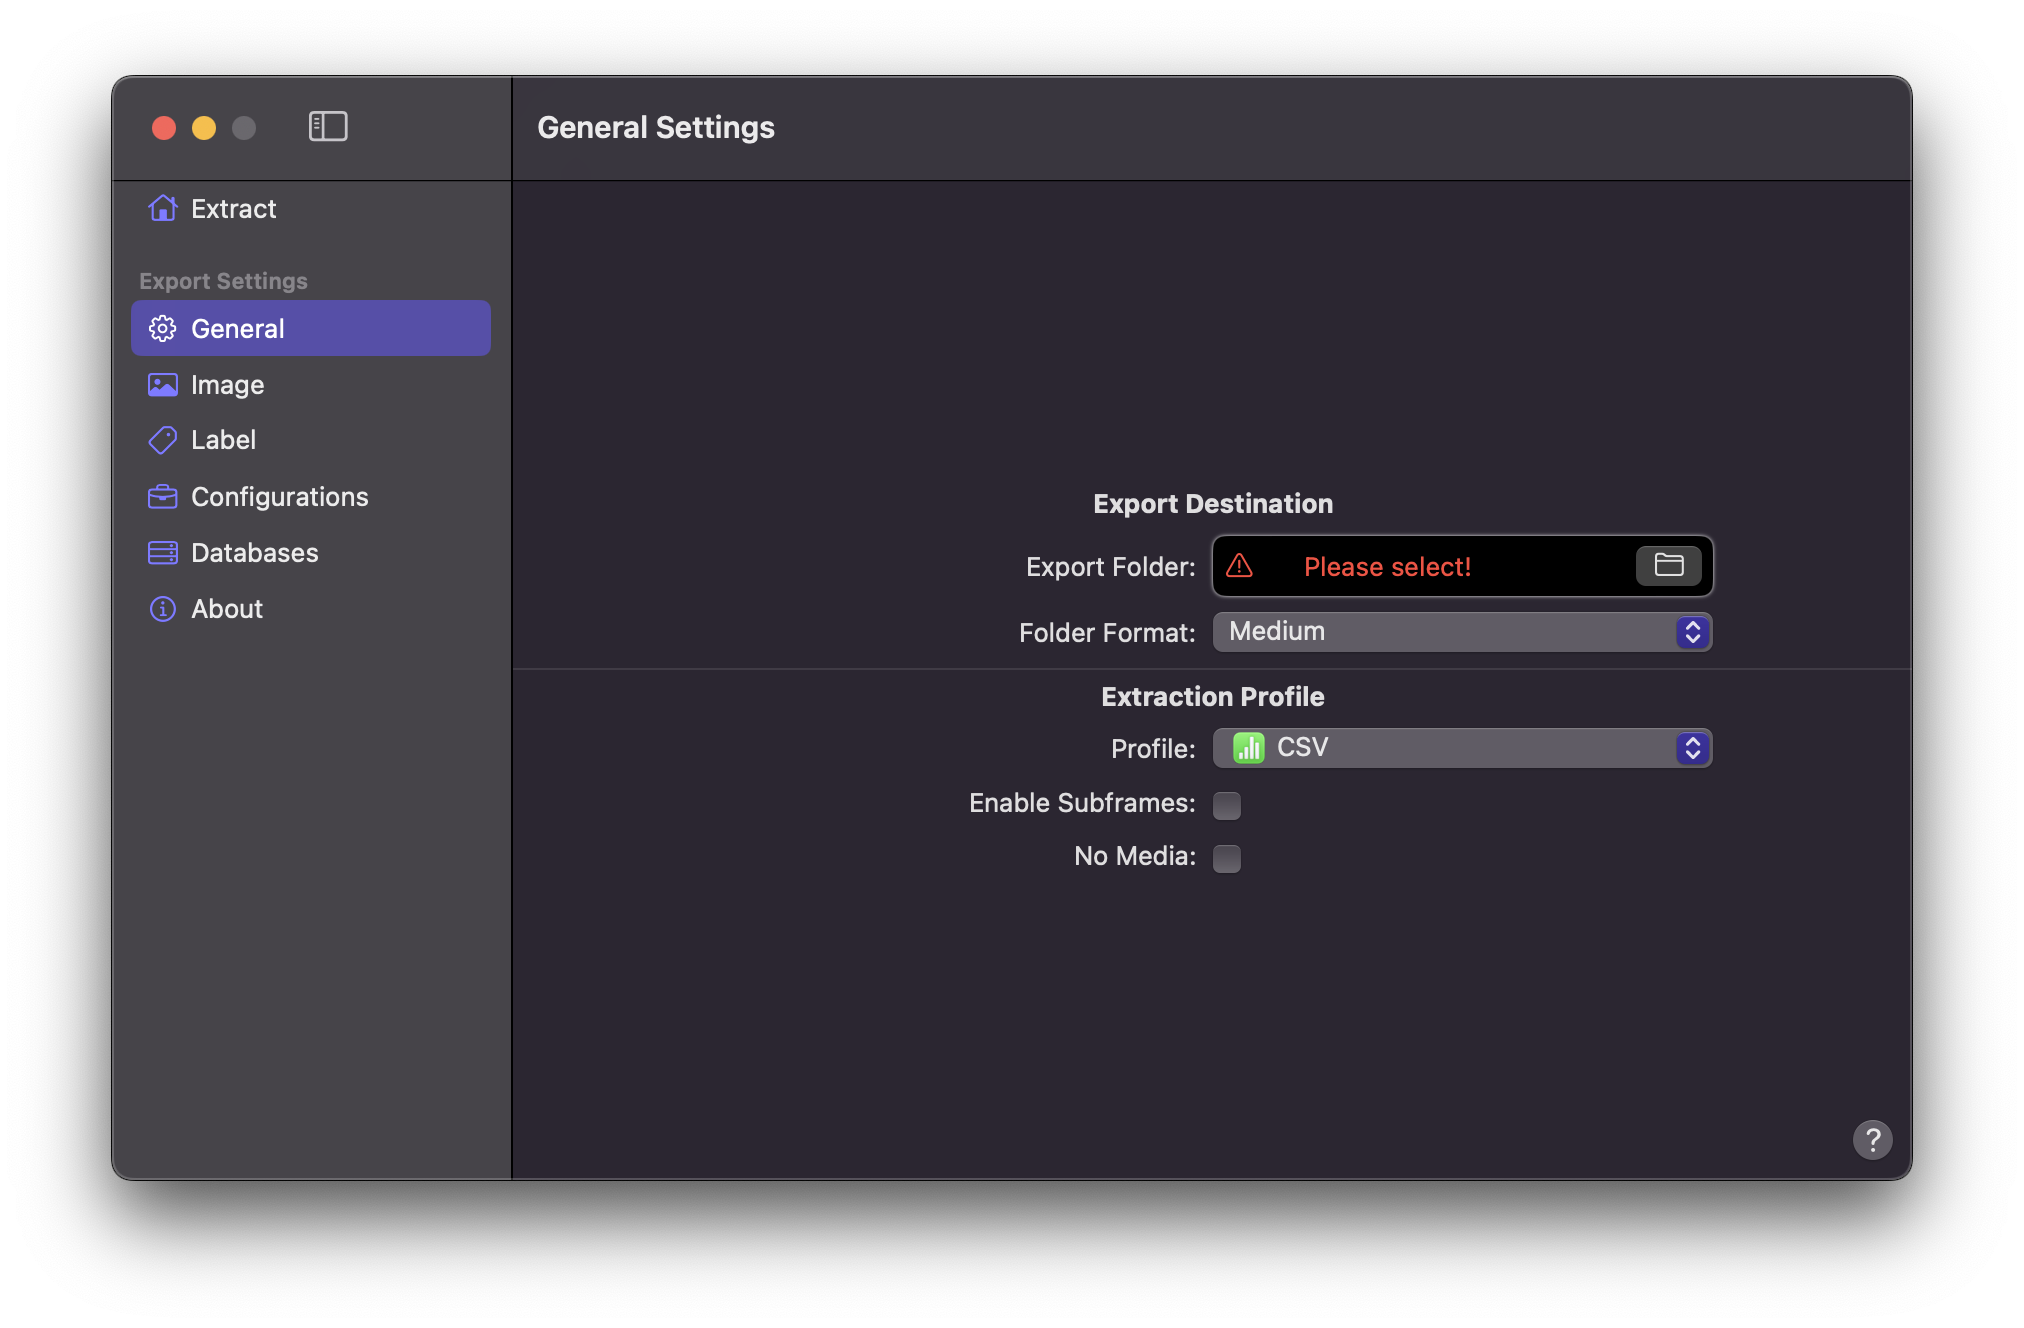 General Settings
Extract
Export Settings
General
Image
Label
Configurations
Databases
About
Export Destination
Export Folder: Please select!
Folder Format: Medium
Extraction Profile
Profile: CSV
Enable Subframes:
No Media:
?